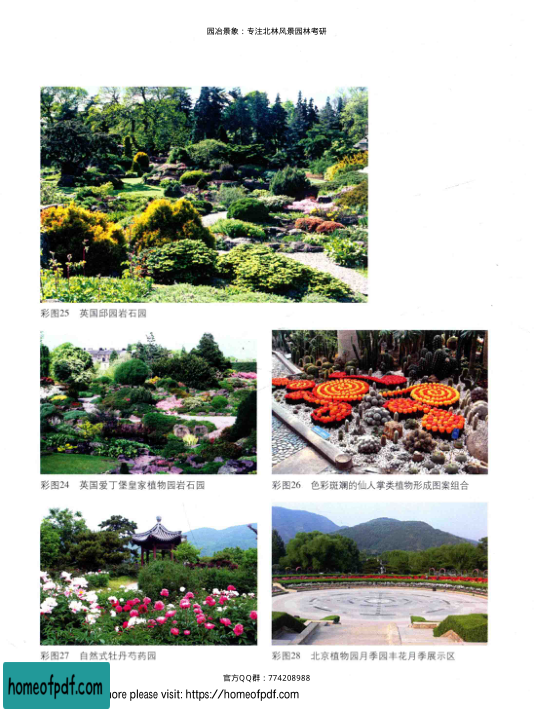 园冶景象：专注北林风景园林考研
彩图25 英国邱园岩石园
彩图24 英国爱丁堡皇家植物园岩石园
彩图26 色彩斑斓的仙人掌类植物形成图案组合
彩图27 自然式牡丹芍药园
彩图28 北京植物园月季园丰花月季展示区
官方QQ群：774208988
homeofpdf.com
ore please visit: https://homeofpdf.com